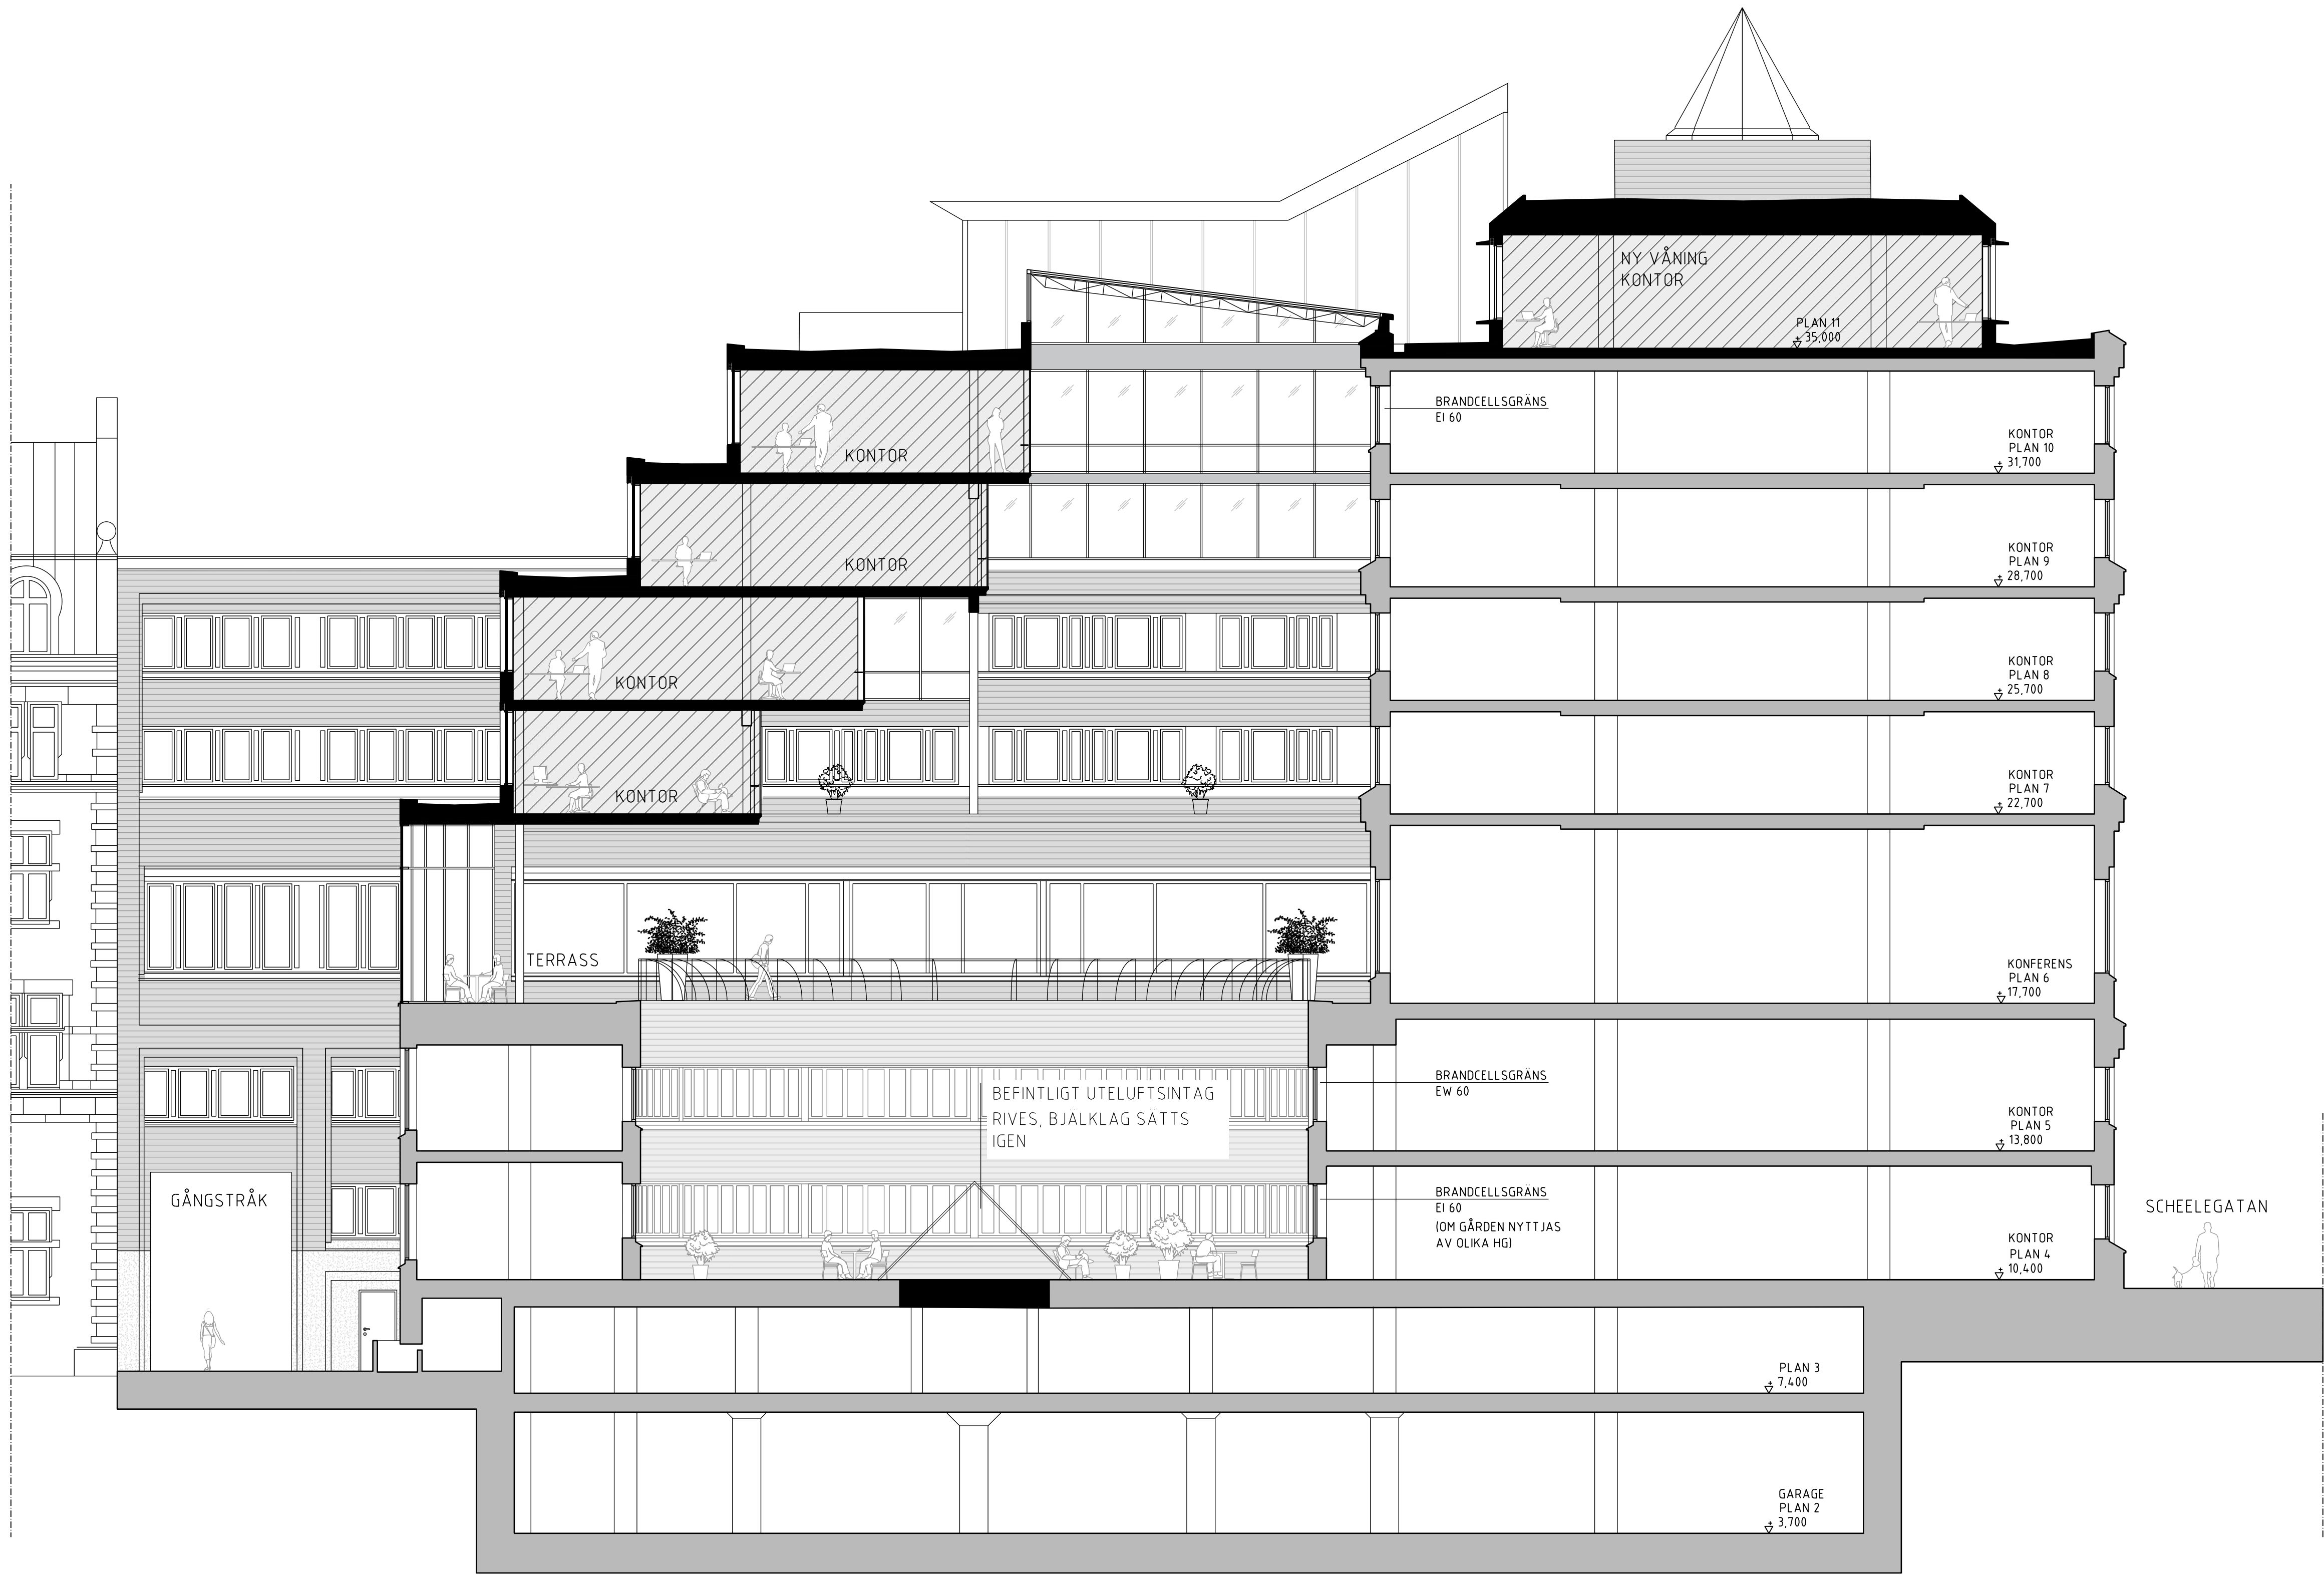 NY VÅNING
KONTOR
PLAN 11
+ 35,000
BRANDCELLSGRÄNS
EI 60
KONTOR
PLAN 10
+ 31,700
KONTOR
KONTOR
KONTOR
PLAN 9
+ 28,700
KONTOR
KONTOR
PLAN 8
+ 25,700
KONTOR
KONTOR
PLAN 7
+ 22,700
TERRASS
KONFERENS
PLAN 6
+ 17,700
BEFINTLIGT UTELUFTSINTAG
RIVES, BJÄLKLAG SÄTTS
IGEN
BRANDCELLSGRÄNS
EW 60
KONTOR
PLAN 5
+ 13,800
GÅNGSTRÅK
BRANDCELLSGRÄNS
EI 60
(OM GÅRDEN NYTTJAS
AV OLIKA HG)
KONTOR
PLAN 4
+ 10,400
SCHEELEGATAN
PLAN 3
+ 7,400
GARAGE
PLAN 2
+ 3,700